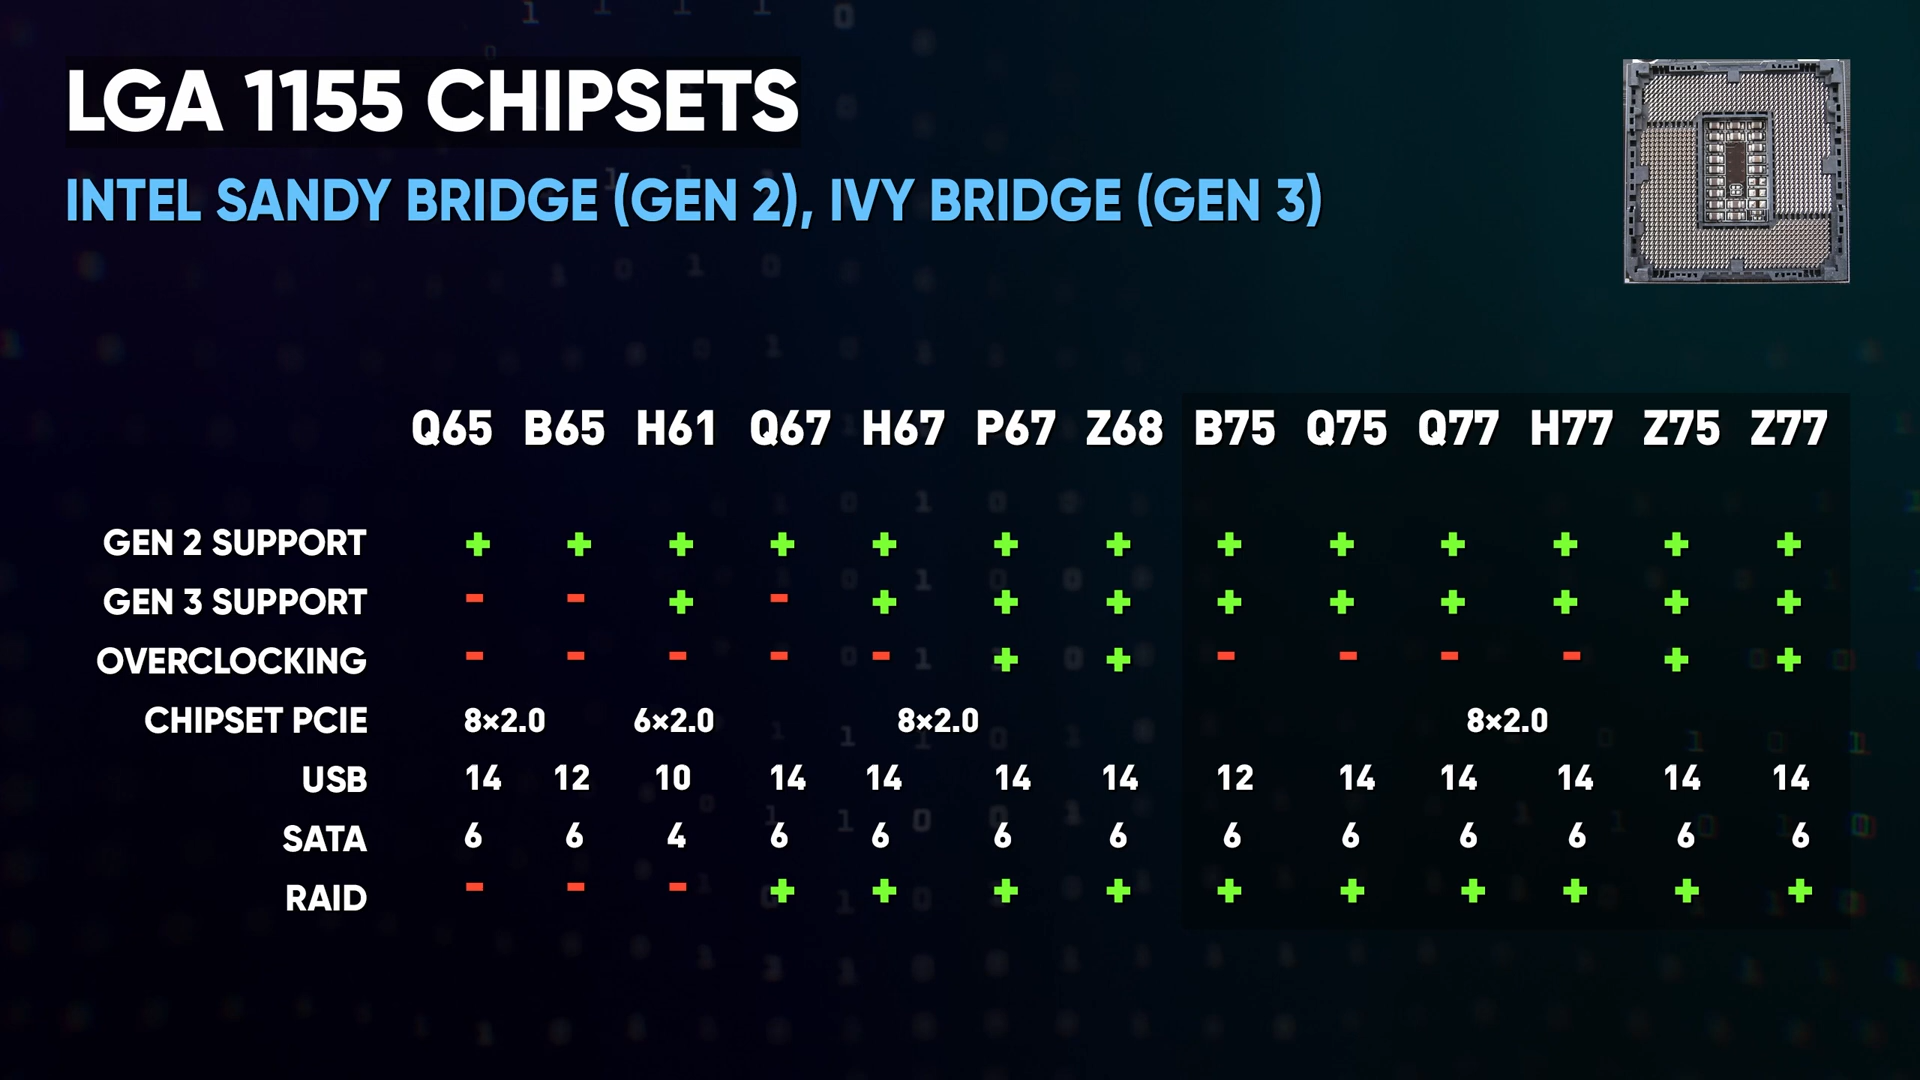 LGA 1155 CHIPSETS
INTEL SANDY BRIDGE (GEN 2), IVY BRIDGE (GEN 3)
Q65 B65 H61 Q67 H67 P67 Z68 B75 Q75 Q77 H77 Z75 Z77
GEN 2 SUPPORT + + + + + + + + + + + + +
GEN 3 SUPPORT - - + - + + + + + + + + +
OVERCLOCKING - - - - - + + - - - - + +
CHIPSET PCIE 8×2.0 6×2.0 8×2.0 8×2.0
USB 14 12 10 14 14 14 14 12 14 14 14 14 14
SATA 6 6 4 6 6 6 6 6 6 6 6 6 6
RAID - - - + + + + + + + + + +